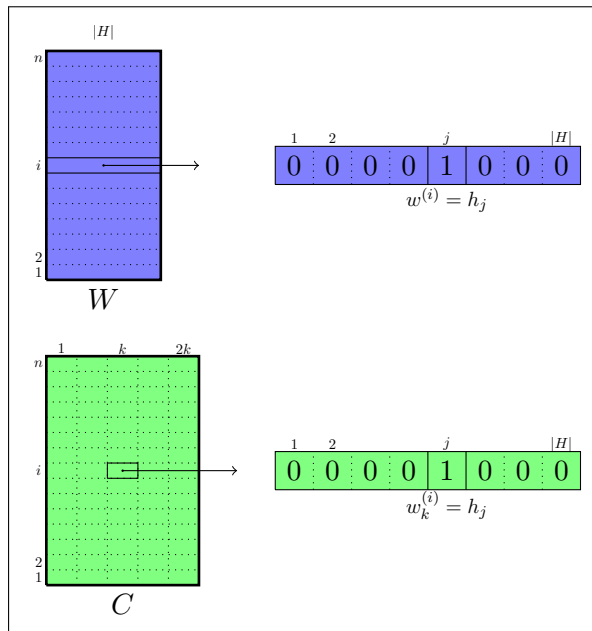 |H|
n
i
2
1
W
1 2 j |H|
0 0 0 0 1 0 0 0
w^{(i)} = h_j
1 k 2k
n
i
2
1
C
1 2 j |H|
0 0 0 0 1 0 0 0
w_k^{(i)} = h_j